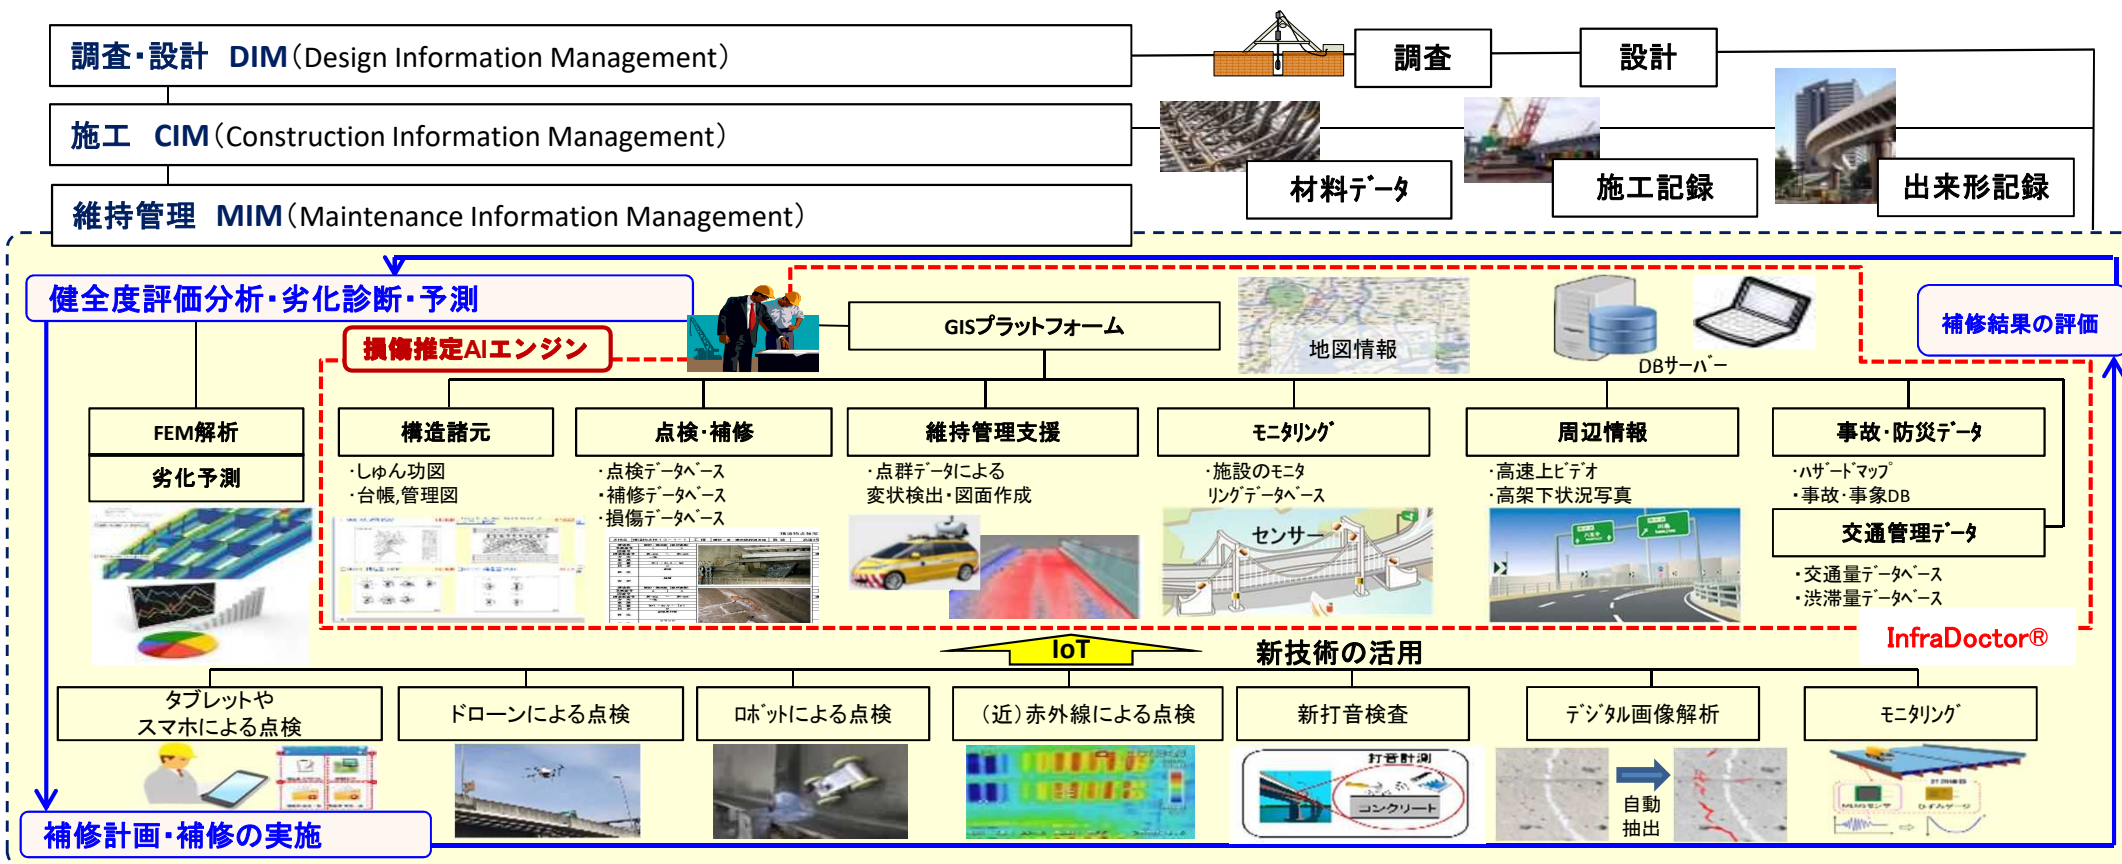 調査・設計 DIM（Design Information Management）
調査
設計
施工 CIM（Construction Information Management）
材料データ
施工記録
出来形記録
維持管理 MIM（Maintenance Information Management）
健全度評価分析・劣化診断・予測
補修結果の評価
損傷推定AIエンジン
GISプラットフォーム
地図情報
DBサーバー
FEM解析
劣化予測
構造諸元
・しゅん功図
・台帳,管理図
点検・補修
・点検データベース
・補修データベース
・損傷データベース
維持管理支援
・点群データによる
変状検出・図面作成
モニタリング
・施設のモニタ
リングデータベース
センサー
周辺情報
・高速上ビデオ
・高架下状況写真
事故・防災データ
・ハザードマップ
・事故・事象DB
交通管理データ
・交通量データベース
・渋滞量データベース
InfraDoctor®
IoT
新技術の活用
タブレットや
スマホによる点検
ドローンによる点検
ロボットによる点検
（近）赤外線による点検
新打音検査
打音計測
コンクリート
デジタル画像解析
自動
抽出
モニタリング
補修計画・補修の実施